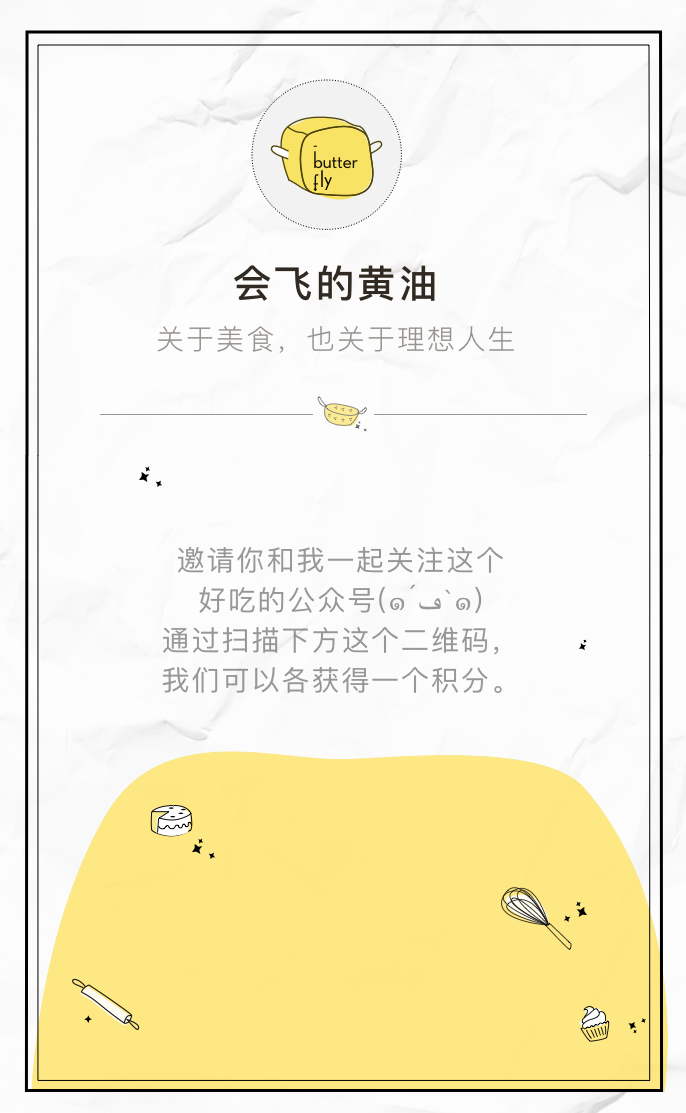 butter
fly
会飞的黄油
关于美食，也关于理想人生
邀请你和我一起关注这个
好吃的公众号(๑´ڡ`๑)
通过扫描下方这个二维码，
我们可以各获得一个积分。